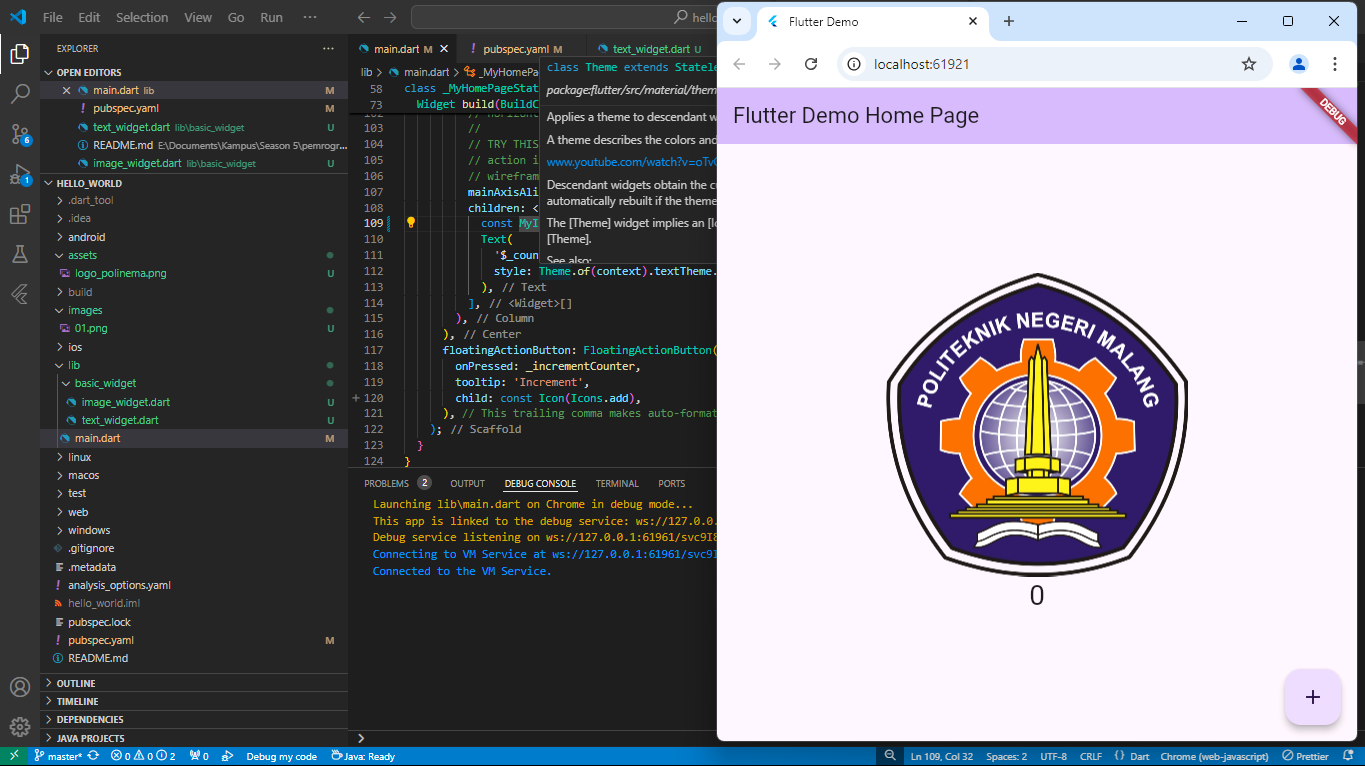 File Edit Selection View Go Run ··· hello
EXPLORER ···
OPEN EDITORS
main.dart lib M
pubspec.yaml M
text_widget.dart lib\basic_widget U
README.md E:\Documents\Kampus\Season 5\pemrogr...
image_widget.dart lib\basic_widget U
HELLO_WORLD
.dart_tool
.idea
android
assets
logo_polinema.png U
build
images
01.png U
ios
lib
basic_widget
image_widget.dart U
text_widget.dart U
main.dart M
linux
macos
test
web
windows
.gitignore
.metadata
analysis_options.yaml
hello_world.iml
pubspec.lock
pubspec.yaml M
README.md
OUTLINE
TIMELINE
DEPENDENCIES
JAVA PROJECTS
6
1
main.dart M pubspec.yaml M text_widget.dart U
lib > main.dart > _MyHomePa
58 class _MyHomePageStat
73 Widget build(BuildC
103 //
104 // TRY THIS
105 // action i
106 // wirefram
107 mainAxisAli
108 children: <
109 const MyI
110 Text(
111 '$_coun
112 style: Theme.of(context).textTheme.
113 ), // Text
114 ], // <Widget>[]
115 ), // Column
116 ), // Center
117 floatingActionButton: FloatingActionButton(
118 onPressed: _incrementCounter,
119 tooltip: 'Increment',
120 child: const Icon(Icons.add),
121 ), // This trailing comma makes auto-format
122 ); // Scaffold
123 }
124 }
class Theme extends Statele
package:flutter/src/material/them
Applies a theme to descendant w
A theme describes the colors and
www.youtube.com/watch?v=oTvQ
Descendant widgets obtain the cu
automatically rebuilt if the theme
The [Theme] widget implies an [Ic
[Theme].
See also:
PROBLEMS 2 OUTPUT DEBUG CONSOLE TERMINAL PORTS
Launching lib\main.dart on Chrome in debug mode...
This app is linked to the debug service: ws://127.0.0.
Debug service listening on ws://127.0.0.1:61961/svc9I8
Connecting to VM Service at ws://127.0.0.1:61961/svc9I
Connected to the VM Service.
master* 0 0 2 0 Debug my code Java: Ready
Ln 109, Col 32 Spaces: 2 UTF-8 CRLF {} Dart Chrome (web-javascript) Prettier
Flutter Demo
localhost:61921
Flutter Demo Home Page
DEBUG
POLITEKNIK NEGERI MALANG
0
+